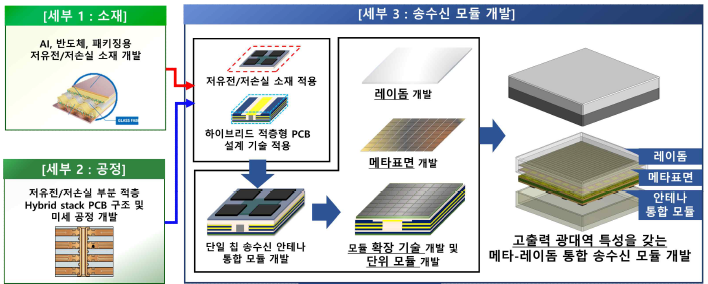 [세부 1 : 소재]
AI, 반도체, 패키징용
저유전/저손실 소재 개발
GLASS FAB
[세부 2 : 공정]
저유전/저손실 부분 적층
Hybrid stack PCB 구조 및
미세 공정 개발
[세부 3 : 송수신 모듈 개발]
저유전/저손실 소재 적용
하이브리드 적층형 PCB
설계 기술 적용
단일 칩 송수신 안테나
통합 모듈 개발
레이돔 개발
메타표면 개발
모듈 확장 기술 개발 및
단위 모듈 개발
레이돔
메타표면
안테나
통합 모듈
고출력 광대역 특성을 갖는
메타-레이돔 통합 송수신 모듈 개발